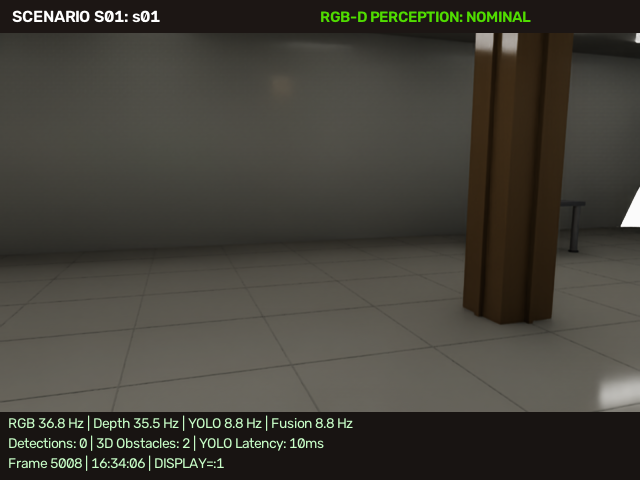 SCENARIO S01: s01
RGB-D PERCEPTION: NOMINAL
RGB 36.8 Hz | Depth 35.5 Hz | YOLO 8.8 Hz | Fusion 8.8 Hz
Detections: 0 | 3D Obstacles: 2 | YOLO Latency: 10ms
Frame 5008 | 16:34:06 | DISPLAY=:1